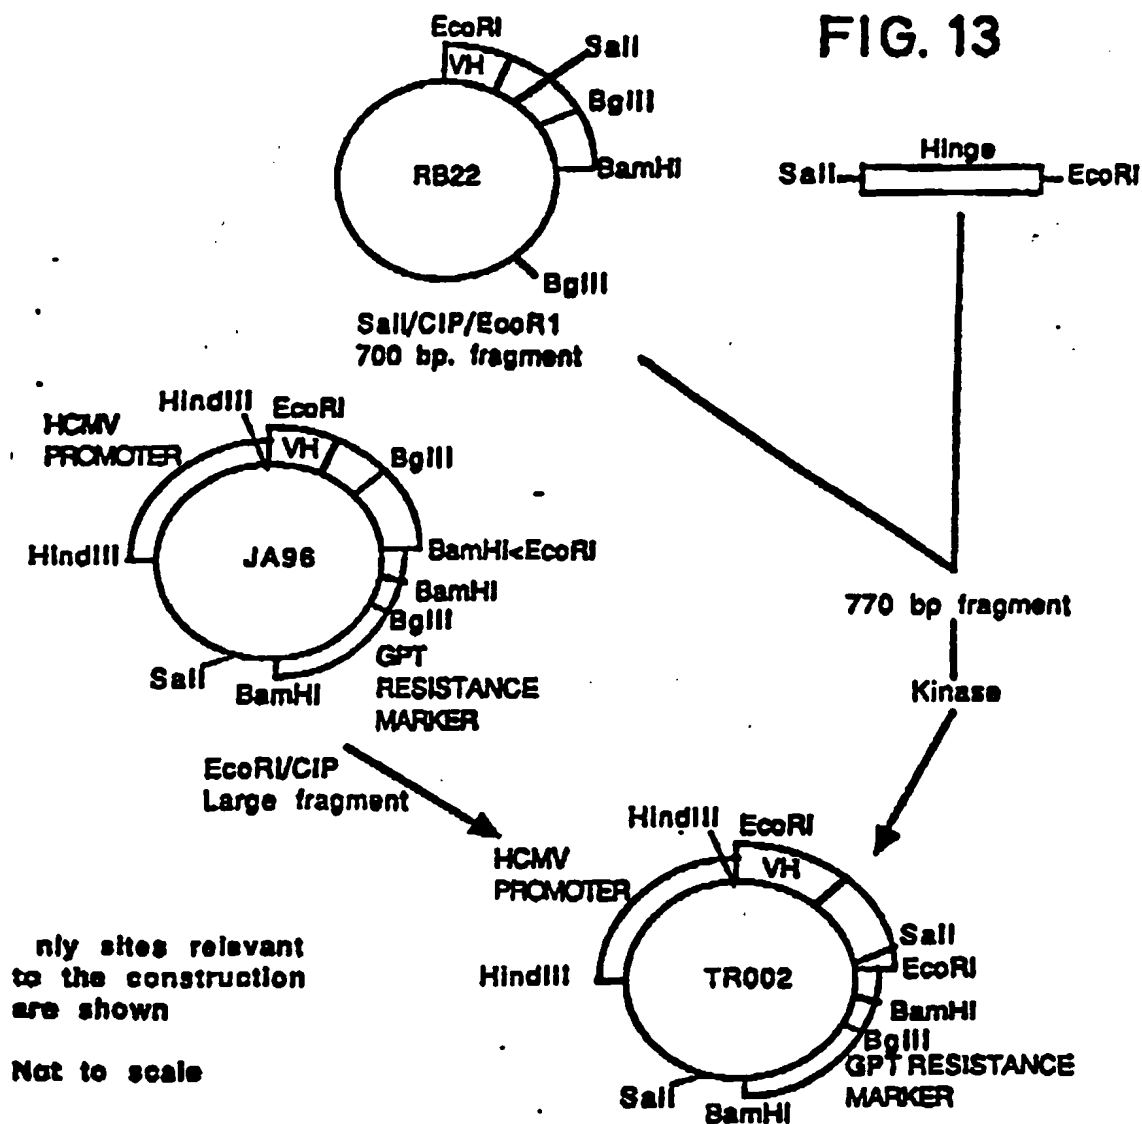 FIG. 13
EcoRI
VH
SalI
BglII
BamHI
RB22
BglII
Hinge
SalI
EcoRI
SalI/CIP/EcoR1
700 bp. fragment
HindIII
EcoRI
HCMV
PROMOTER
VH
BglII
HindIII
JA96
BamHI<EcoRI
BamHI
BglII
GPT
RESISTANCE
MARKER
SalI
BamHI
770 bp fragment
Kinase
EcoRI/CIP
Large fragment
HindIII
EcoRI
HCMV
PROMOTER
VH
SalI
EcoRI
HindIII
TR002
BamHI
BglII
GPT RESISTANCE
MARKER
SalI
BamHI
nly sites relevant
to the construction
are shown
Not to scale